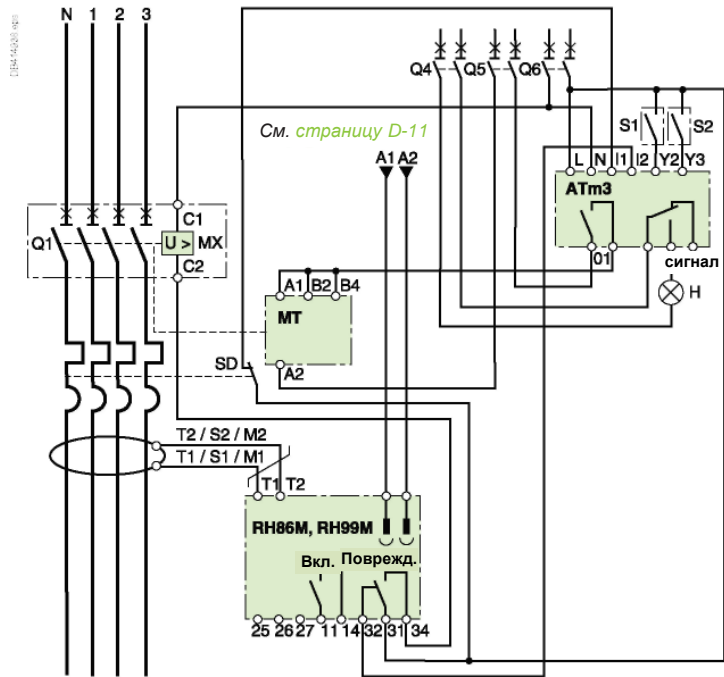 N 1 2 3
DB414926.eps
Q4 Q5 Q6
См. страницу D-11
A1 A2
S1 S2
L N I1 I2 Y2 Y3
ATm3
01
сигнал
H
C1
Q1 U > MX
C2
A1 B2 B4
MT
A2
SD
T2 / S2 / M2
T1 / S1 / M1
T1 T2
RH86M, RH99M
Вкл. Поврежд.
25 26 27 11 14 32 31 34